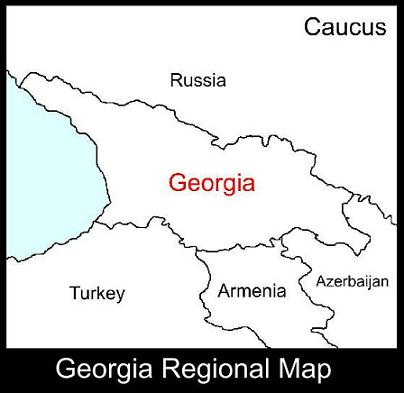 Caucus
Russia
Georgia
Turkey
Armenia
Azerbaijan
Georgia Regional Map